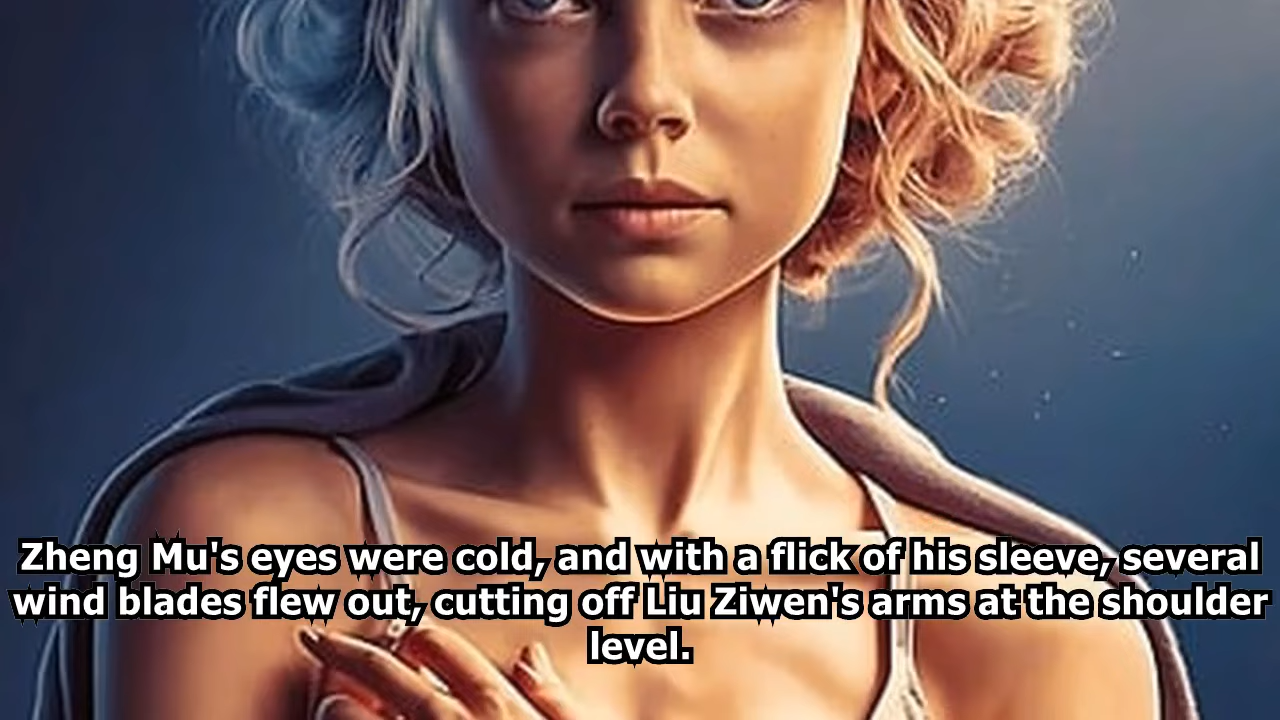 Zheng Mu's eyes were cold, and with a flick of his sleeve, several
wind blades flew out, cutting off Liu Ziwen's arms at the shoulder
level.